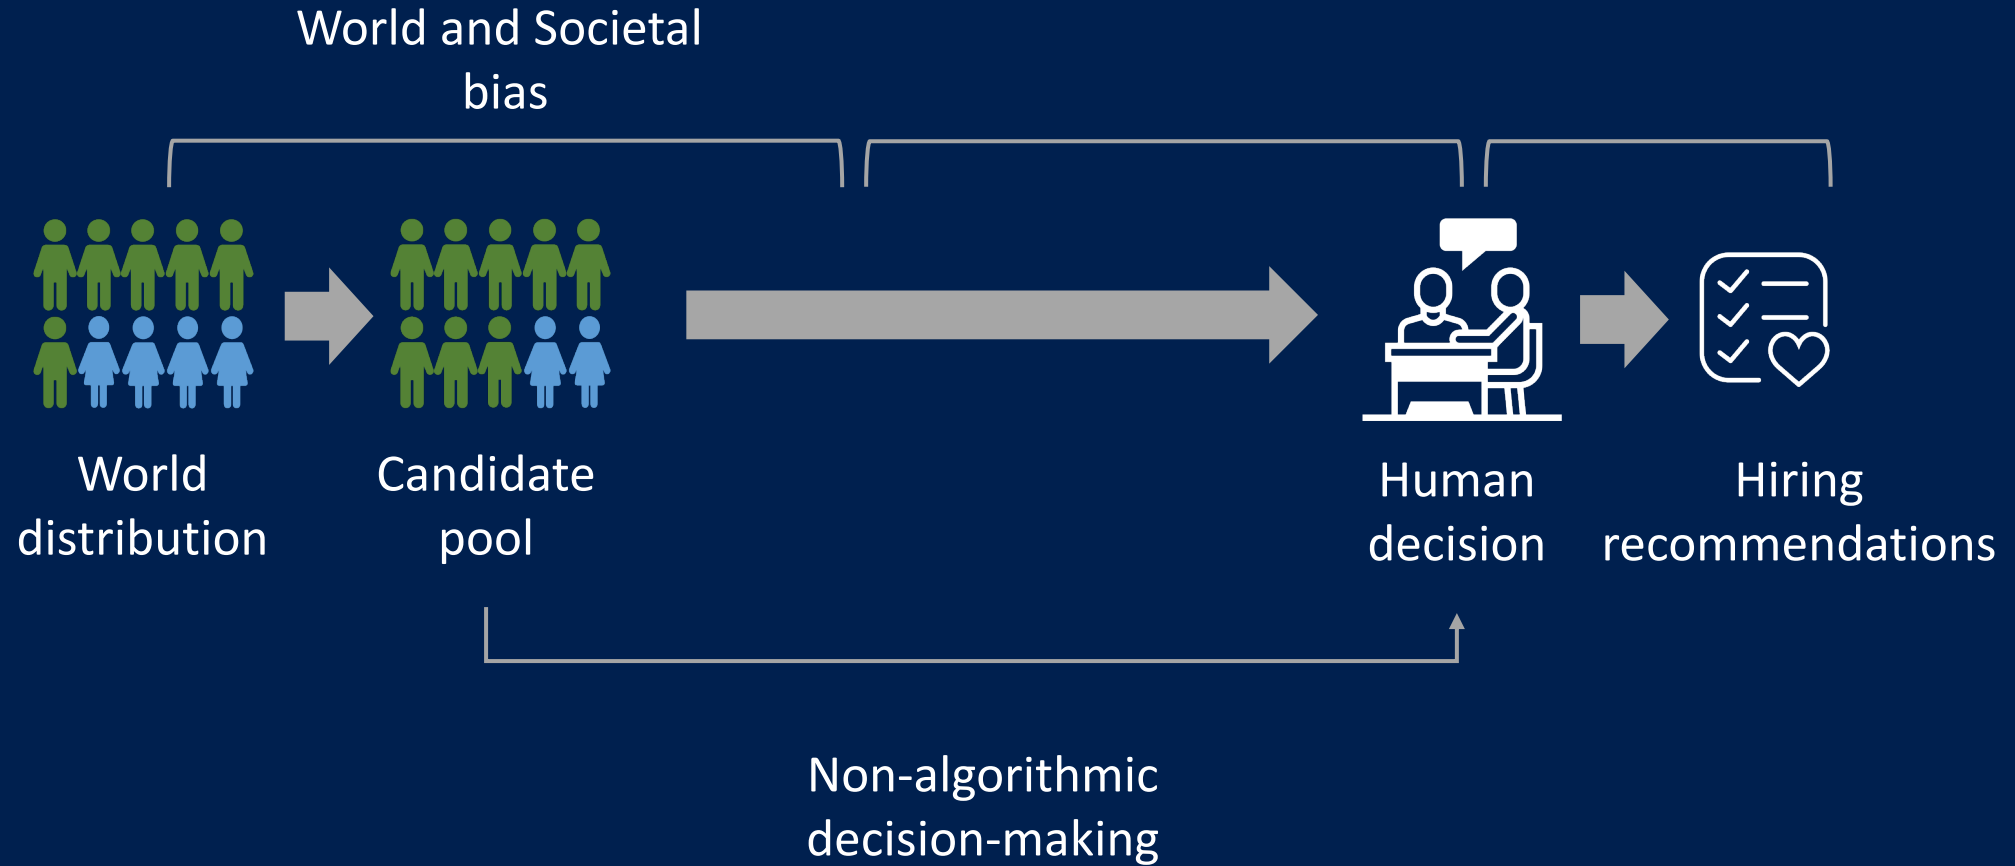 World and Societal
bias
World
distribution
Candidate
pool
Human
decision
Hiring
recommendations
Non-algorithmic
decision-making